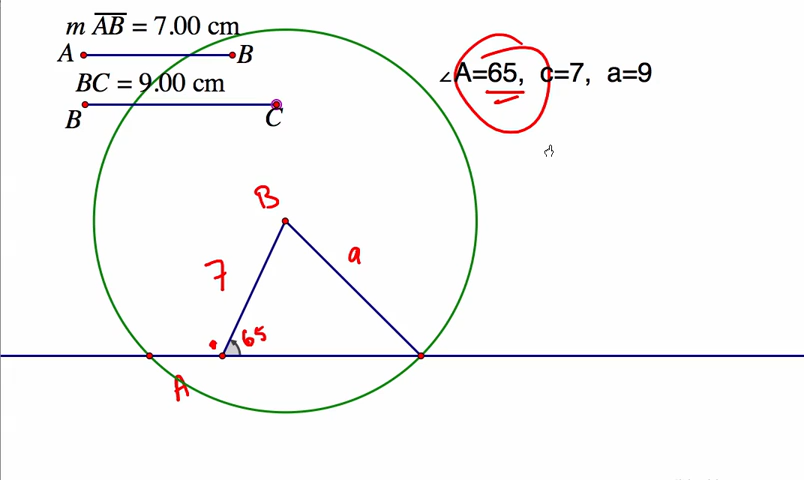 m AB = 7.00 cm
A B
BC = 9.00 cm
B C
∠A=65, c=7, a=9
B
7
a
65
A